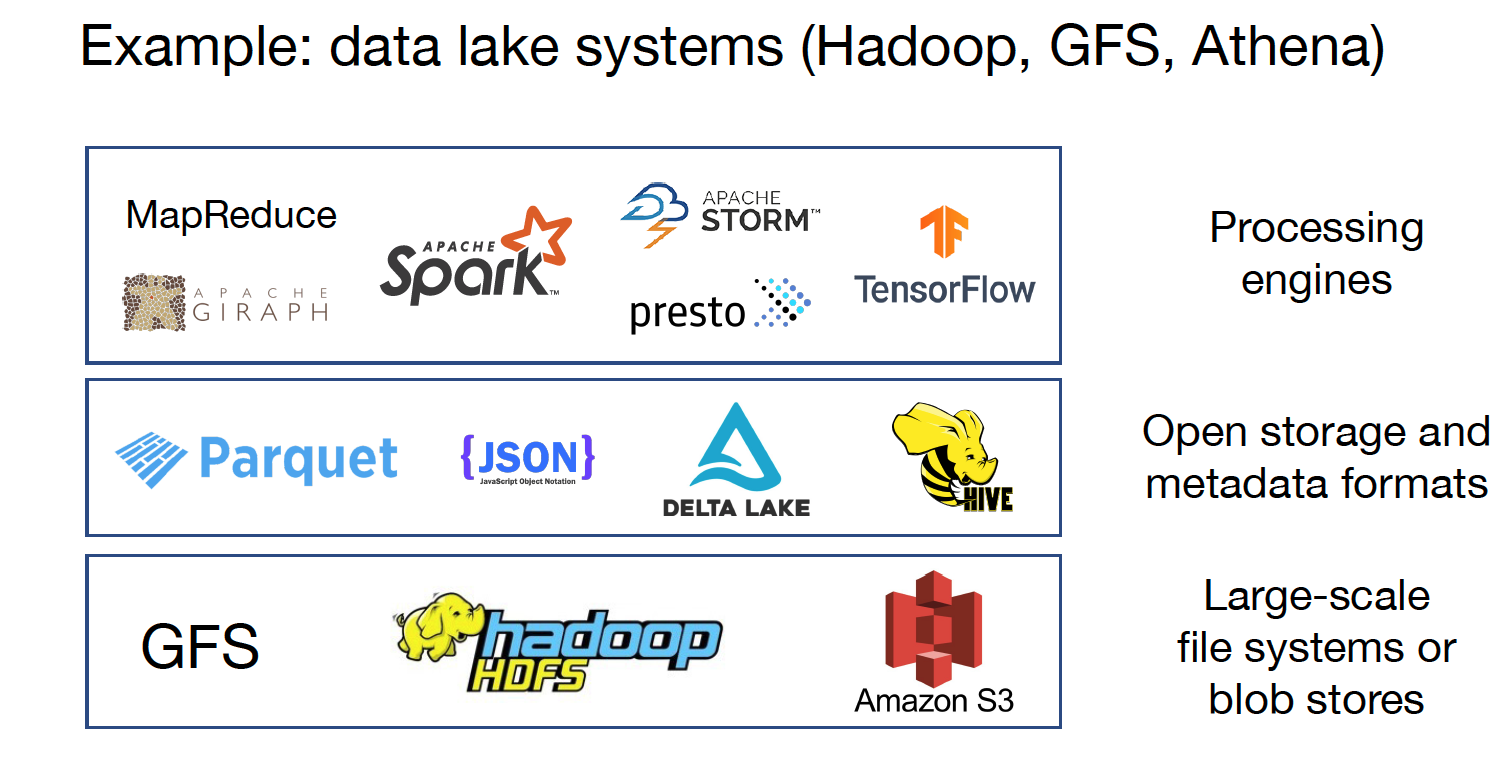 Example: data lake systems (Hadoop, GFS, Athena)
MapReduce
APACHE
GIRAPH
APACHE
Spark™
APACHE
STORM™
presto
TensorFlow
Processing
engines
Parquet
{JSON}
JavaScript Object Notation
DELTA LAKE
HIVE
Open storage and
metadata formats
GFS
hadoop
HDFS
Amazon S3
Large-scale
file systems or
blob stores